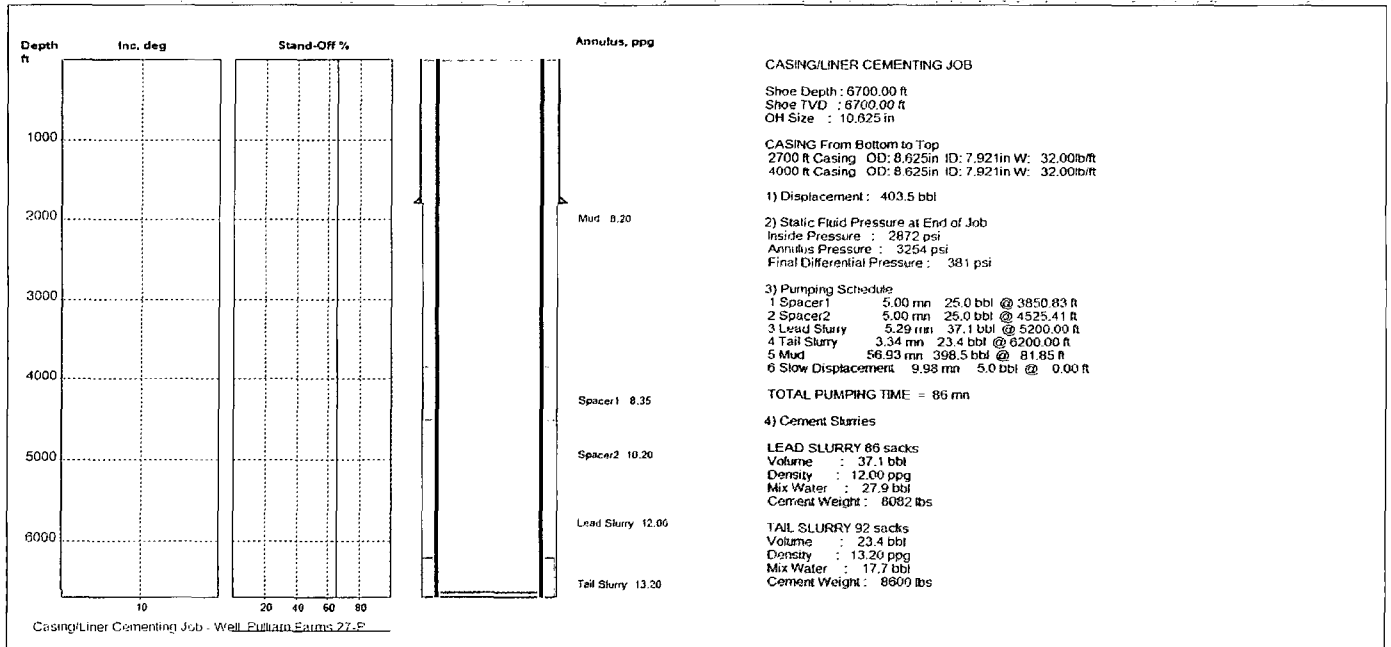 Depth
ft
Inc, deg
Stand-Off %
Annulus, ppg
1000
2000
3000
4000
5000
6000
10
20 40 60 80
Mud 8.20
Spacer1 8.35
Spacer2 10.20
Lead Slurry 12.00
Tail Slurry 13.20
Casing/Liner Cementing Job - Well Pulliam Farms 27-P
CASING/LINER CEMENTING JOB
Shoe Depth : 6700.00 ft
Shoe TVD : 6700.00 ft
OH Size : 10.625 in
CASING From Bottom to Top
2700 ft Casing OD: 8.625in ID: 7.921in W: 32.00lb/ft
4000 ft Casing OD: 8.625in ID: 7.921in W: 32.00lb/ft
1) Displacement : 403.5 bbl
2) Static Fluid Pressure at End of Job
Inside Pressure : 2872 psi
Annulus Pressure : 3254 psi
Final Differential Pressure : 381 psi
3) Pumping Schedule
1 Spacer1 5.00 mn 25.0 bbl @ 3850.83 ft
2 Spacer2 5.00 mn 25.0 bbl @ 4525.41 ft
3 Lead Slurry 5.29 mn 37.1 bbl @ 5200.00 ft
4 Tail Slurry 3.34 mn 23.4 bbl @ 6200.00 ft
5 Mud 56.93 mn 398.5 bbl @ 81.85 ft
6 Slow Displacement 9.98 mn 5.0 bbl @ 0.00 ft
TOTAL PUMPING TIME = 86 mn
4) Cement Slurries
LEAD SLURRY 86 sacks
Volume : 37.1 bbl
Density : 12.00 ppg
Mix Water : 27.9 bbl
Cement Weight : 8082 lbs
TAIL SLURRY 92 sacks
Volume : 23.4 bbl
Density : 13.20 ppg
Mix Water : 17.7 bbl
Cement Weight : 8600 lbs